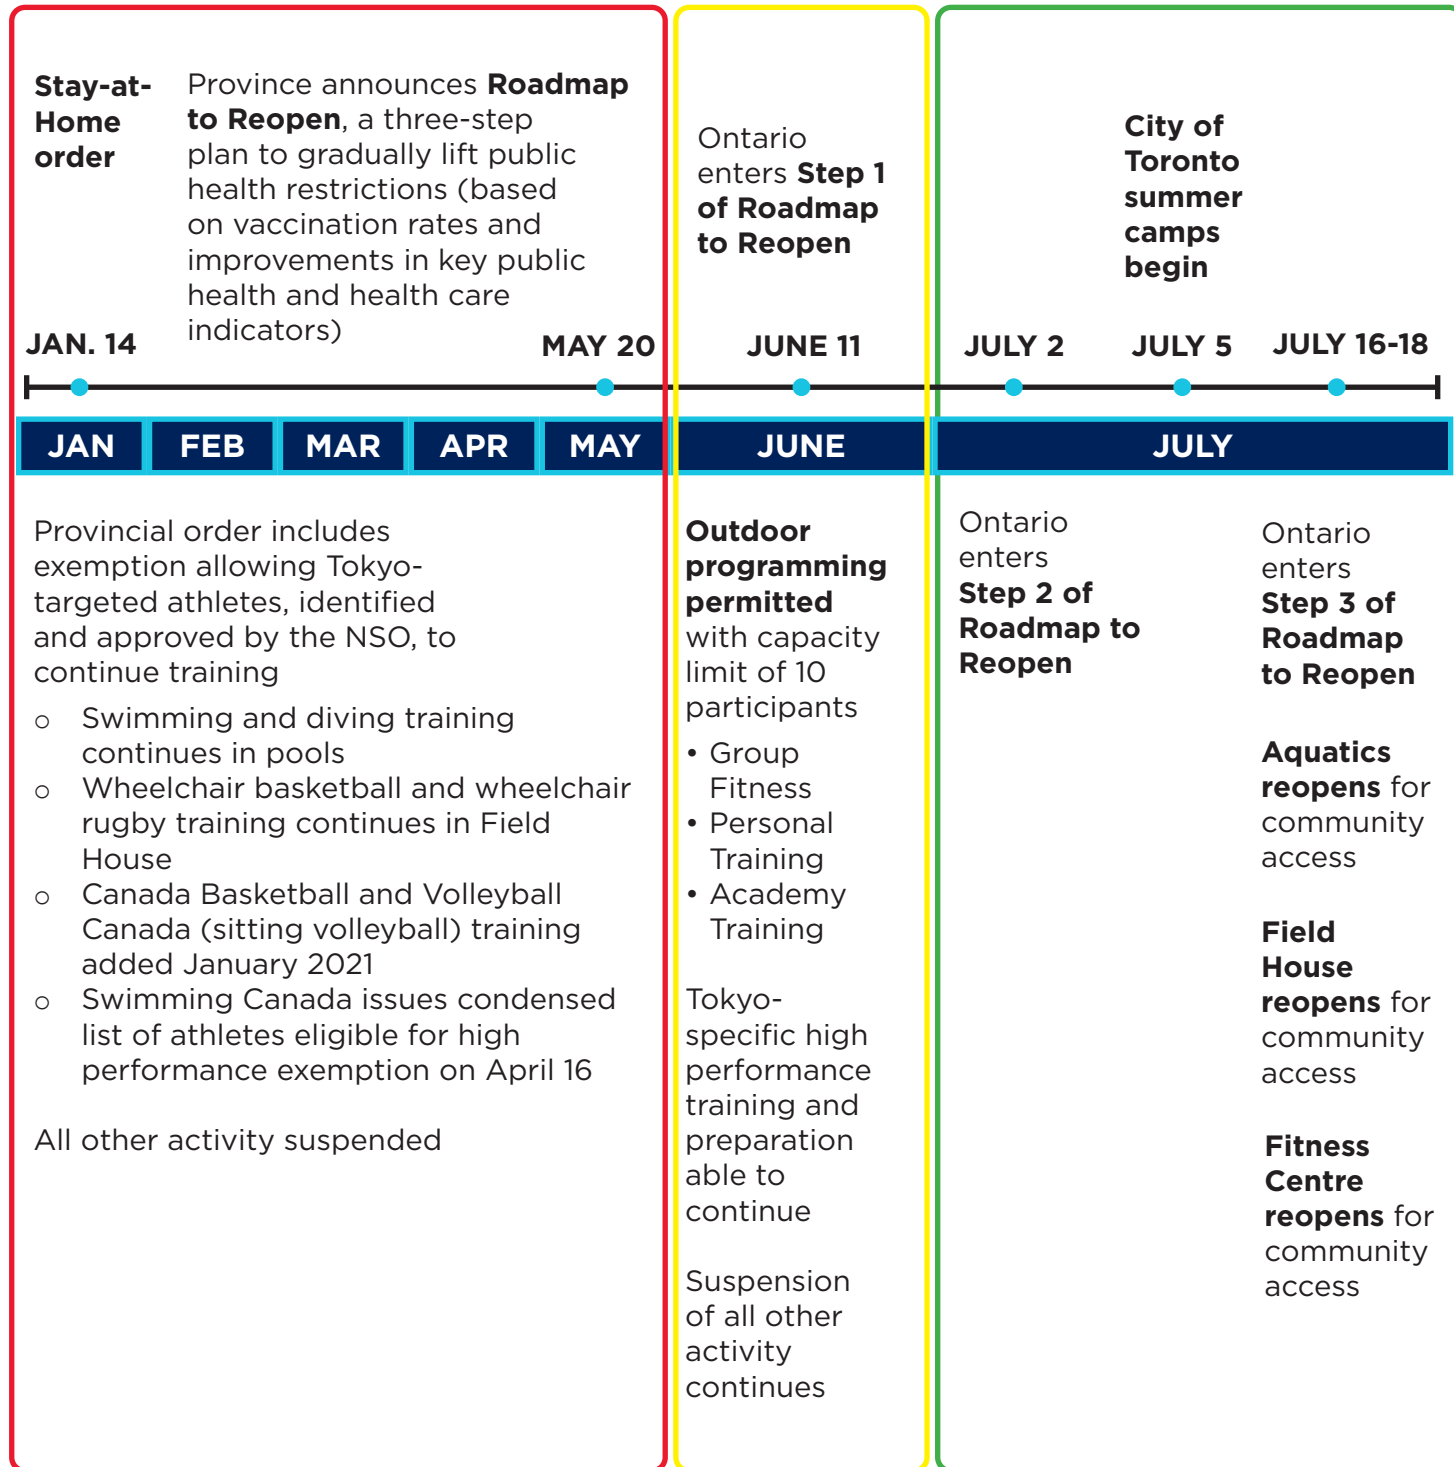 Stay-at-
Home
order
Province announces Roadmap
to Reopen, a three-step
plan to gradually lift public
health restrictions (based
on vaccination rates and
improvements in key public
health and health care
indicators)
Ontario
enters Step 1
of Roadmap
to Reopen
City of
Toronto
summer
camps
begin
JAN. 14
MAY 20
JUNE 11
JULY 2
JULY 5
JULY 16-18
JAN
FEB
MAR
APR
MAY
JUNE
JULY
Provincial order includes
exemption allowing Tokyo-
targeted athletes, identified
and approved by the NSO, to
continue training
o Swimming and diving training
continues in pools
o Wheelchair basketball and wheelchair
rugby training continues in Field
House
o Canada Basketball and Volleyball
Canada (sitting volleyball) training
added January 2021
o Swimming Canada issues condensed
list of athletes eligible for high
performance exemption on April 16
All other activity suspended
Outdoor
programming
permitted
with capacity
limit of 10
participants
• Group
Fitness
• Personal
Training
• Academy
Training
Tokyo-
specific high
performance
training and
preparation
able to
continue
Suspension
of all other
activity
continues
Ontario
enters
Step 2 of
Roadmap to
Reopen
Ontario
enters
Step 3 of
Roadmap
to Reopen
Aquatics
reopens for
community
access
Field
House
reopens for
community
access
Fitness
Centre
reopens for
community
access